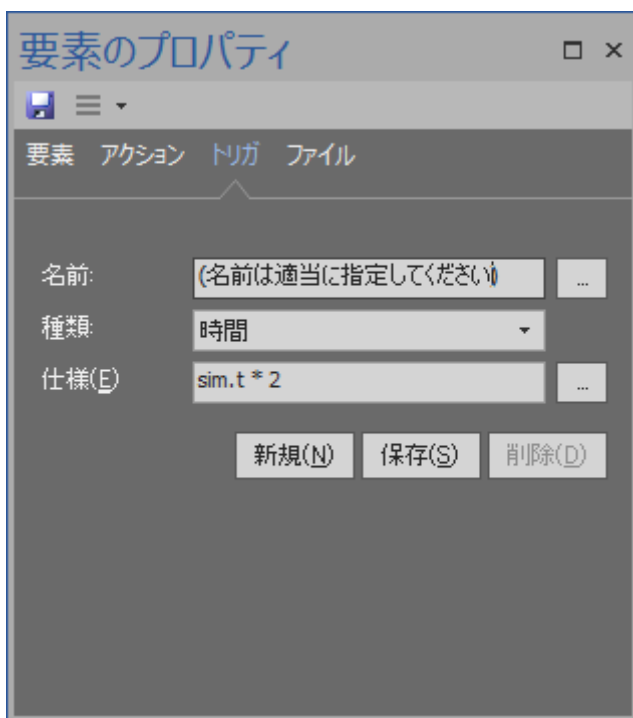 要素のプロパティ
要素 アクション トリガ ファイル
名前: (名前は適当に指定してください) ...
種類: 時間
仕様(E) sim.t * 2 ...
新規(N) 保存(S) 削除(D)